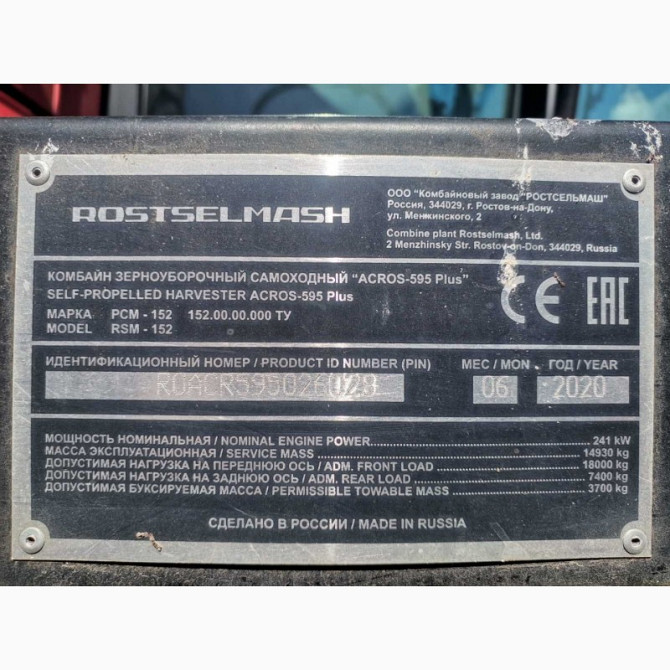 ROSTSELMASH
ООО "Комбайновый завод "РОСТСЕЛЬМАШ"
Россия, 344029, г. Ростов-на-Дону,
ул. Менжинского, 2
Combine plant Rostselmash, Ltd.
2 Menzhinsky Str. Rostov-on-Don, 344029, Russia
КОМБАЙН ЗЕРНОУБОРОЧНЫЙ САМОХОДНЫЙ "ACROS-595 Plus"
SELF-PROPELLED HARVESTER ACROS-595 Plus
МАРКА РСМ - 152 152.00.00.000 ТУ
MODEL RSM - 152
CE EAC
ИДЕНТИФИКАЦИОННЫЙ НОМЕР / PRODUCT ID NUMBER (PIN) МЕС / MON. ГОД / YEAR
06 2020
МОЩНОСТЬ НОМИНАЛЬНАЯ / NOMINAL ENGINE POWER 241 kW
МАССА ЭКСПЛУАТАЦИОННАЯ / SERVICE MASS 14930 kg
ДОПУСТИМАЯ НАГРУЗКА НА ПЕРЕДНЮЮ ОСЬ / ADM. FRONT LOAD 18000 kg
ДОПУСТИМАЯ НАГРУЗКА НА ЗАДНЮЮ ОСЬ / ADM. REAR LOAD 7400 kg
ДОПУСТИМАЯ БУКСИРУЕМАЯ МАССА / PERMISSIBLE TOWABLE MASS 3700 kg
СДЕЛАНО В РОССИИ / MADE IN RUSSIA